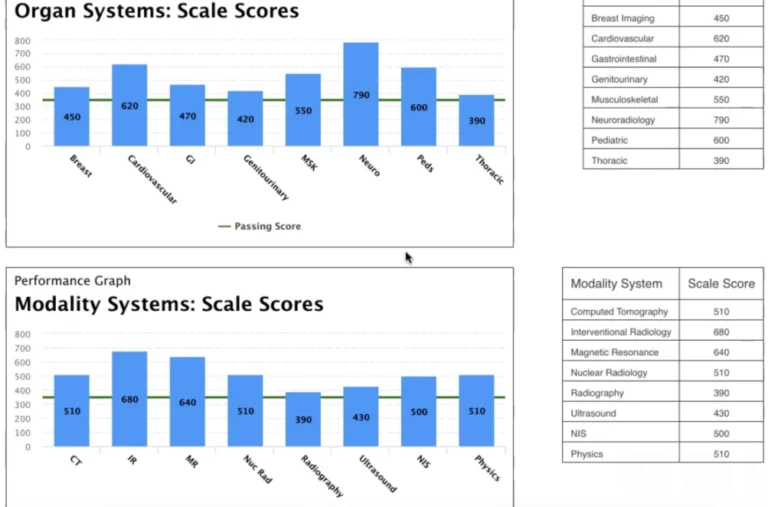 Organ Systems: Scale Scores
800
700
600
500
400
300
200
100
0
450
620
470
420
550
790
600
390
Breast
Cardiovascular
GI
Genitourinary
MSK
Neuro
Peds
Thoracic
Passing Score
Breast Imaging 450
Cardiovascular 620
Gastrointestinal 470
Genitourinary 420
Musculoskeletal 550
Neuroradiology 790
Pediatric 600
Thoracic 390
Performance Graph
Modality Systems: Scale Scores
800
700
600
500
400
300
200
100
0
510
680
640
510
390
430
500
510
CT
IR
MR
Nuc Rad
Radiography
Ultrasound
NIS
Physics
Modality System Scale Score
Computed Tomography 510
Interventional Radiology 680
Magnetic Resonance 640
Nuclear Radiology 510
Radiography 390
Ultrasound 430
NIS 500
Physics 510